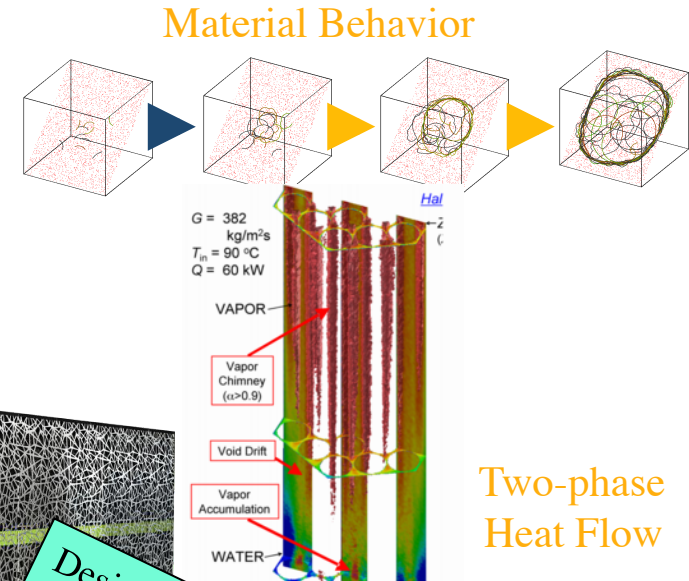 Material Behavior
Hal
G = 382
kg/m²s
Tin = 90 °C
Q = 60 kW
VAPOR
Vapor
Chimney
(α>0.9)
Void Drift
Vapor
Accumulation
WATER
Two-phase
Heat Flow